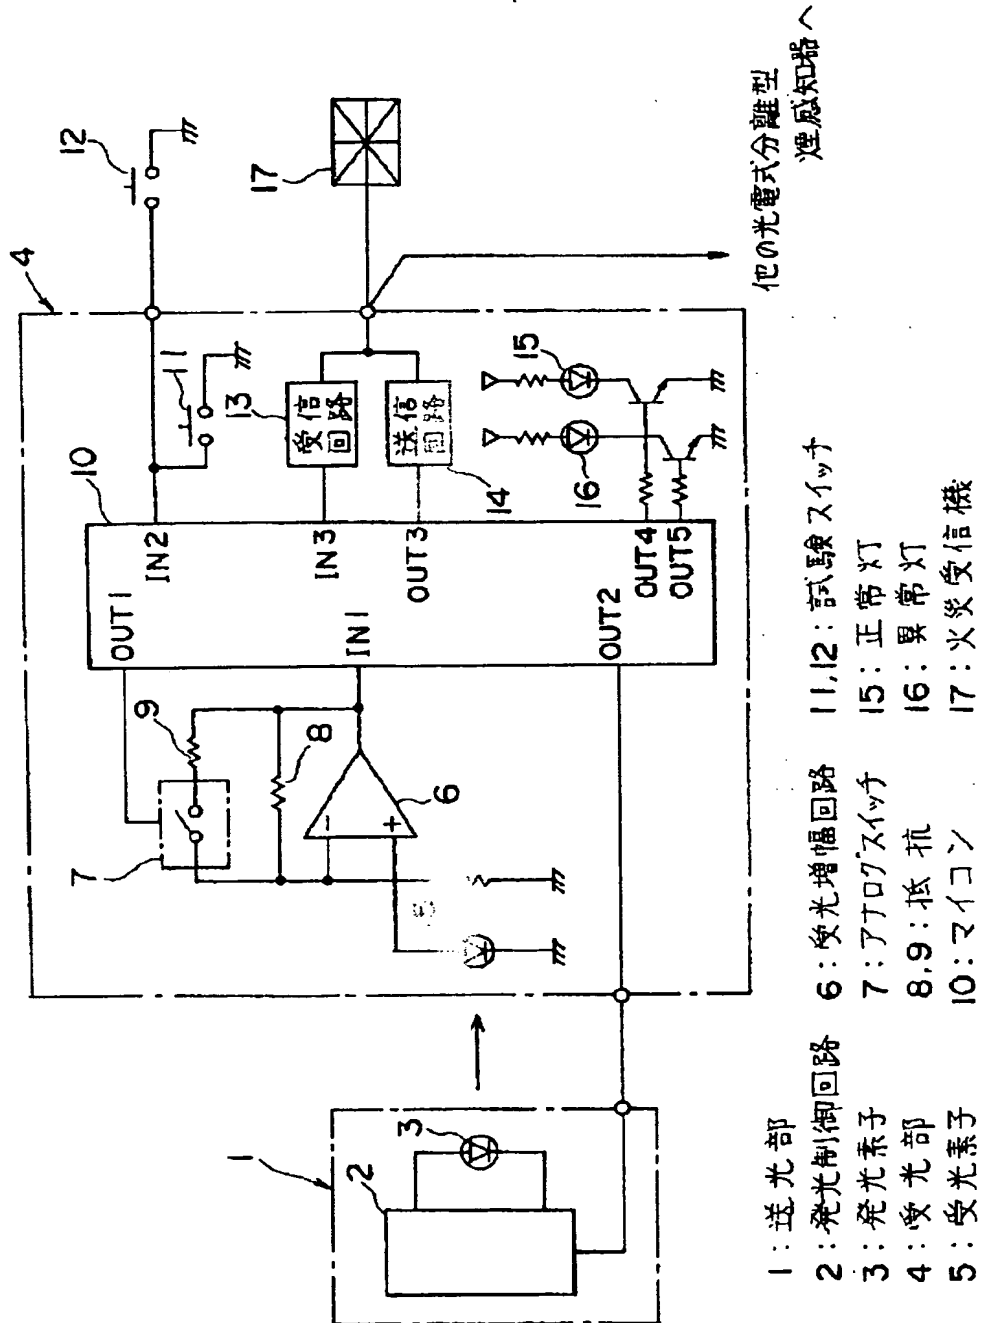 4
12
11
10
17
13
受信
回路
送信
回路
14
15
16
IN2
IN3
OUT3
OUT4
OUT5
OUT1
IN1
OUT2
9
8
7
6
−
+
1
2
3
他の光電式分離型
煙感知器へ
1：送光部
2：発光制御回路
3：発光素子
4：受光部
5：受光素子
6：受光増幅回路
7：アナログスイッチ
8,9：抵抗
10：マイコン
11,12：試験スイッチ
15：正常灯
16：異常灯
17：火災受信機